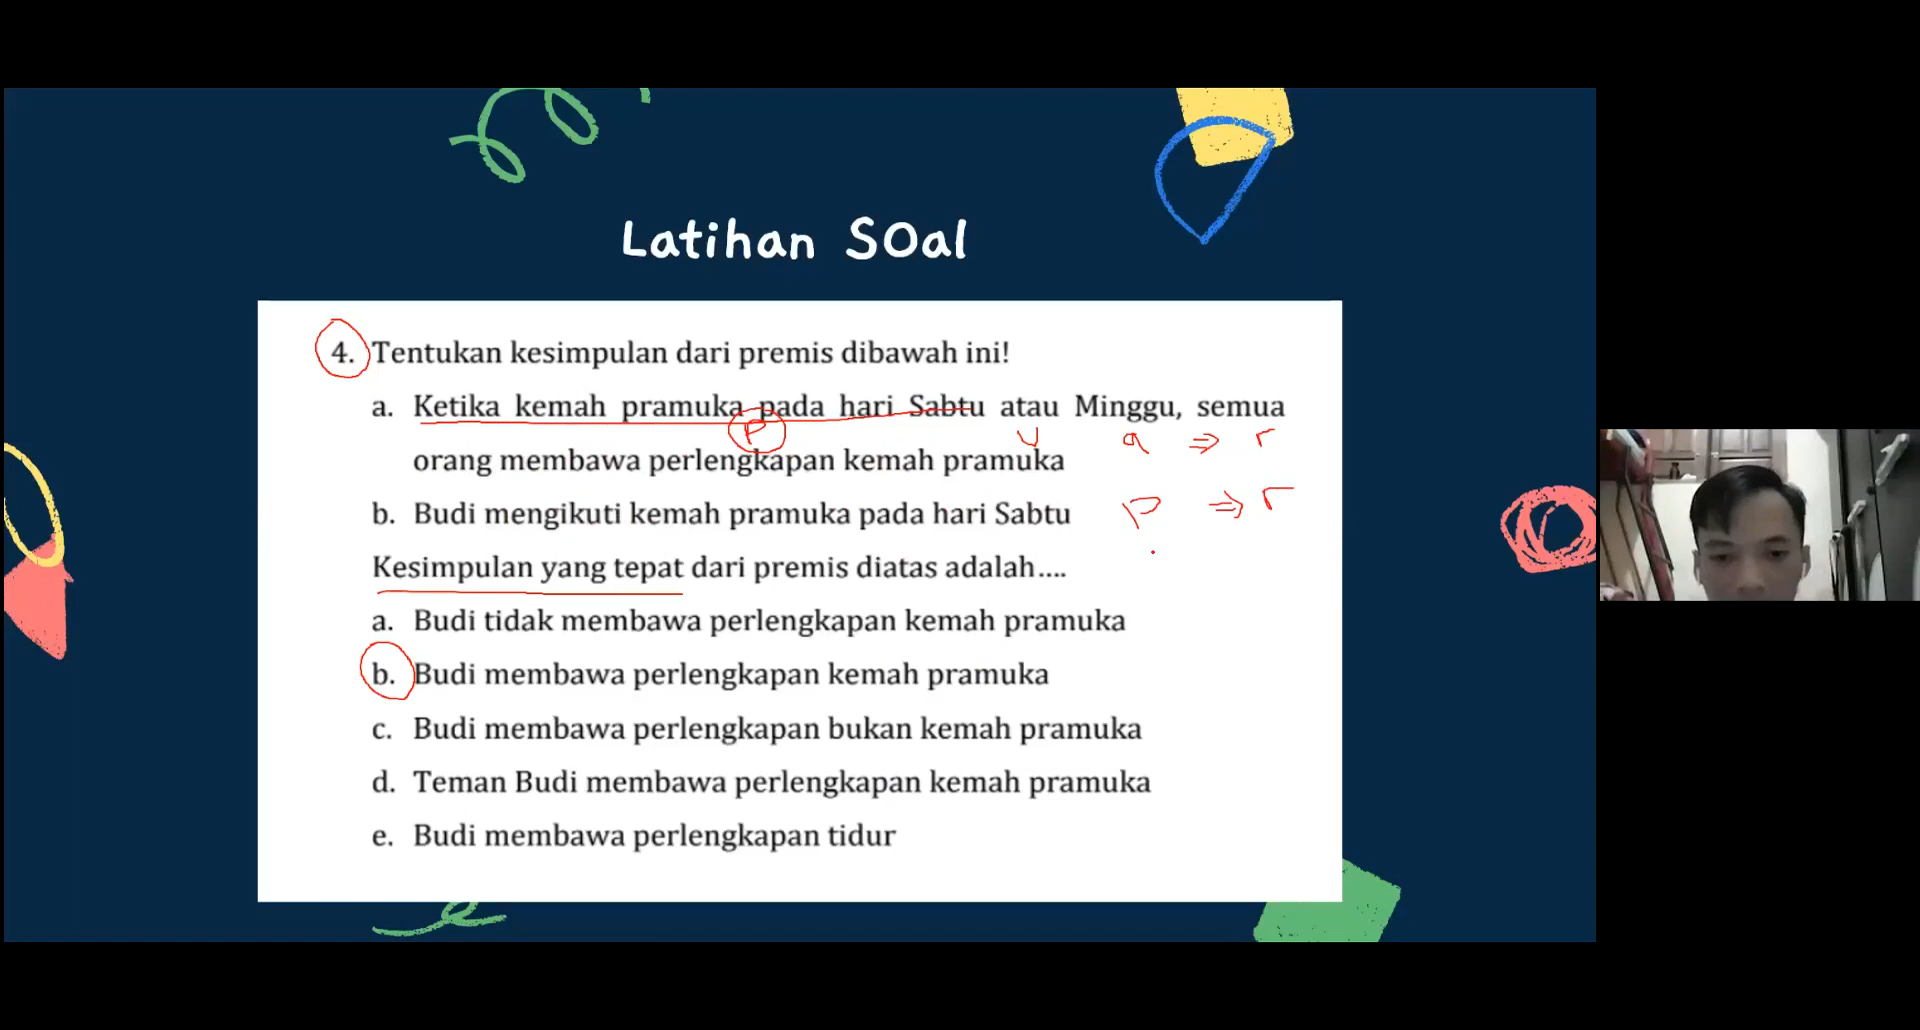 Latihan SOal
4. Tentukan kesimpulan dari premis dibawah ini!
a. Ketika kemah pramuka pada hari Sabtu atau Minggu, semua
P v q ⇒ r
orang membawa perlengkapan kemah pramuka
b. Budi mengikuti kemah pramuka pada hari Sabtu P ⇒ r
Kesimpulan yang tepat dari premis diatas adalah....
a. Budi tidak membawa perlengkapan kemah pramuka
b. Budi membawa perlengkapan kemah pramuka
c. Budi membawa perlengkapan bukan kemah pramuka
d. Teman Budi membawa perlengkapan kemah pramuka
e. Budi membawa perlengkapan tidur